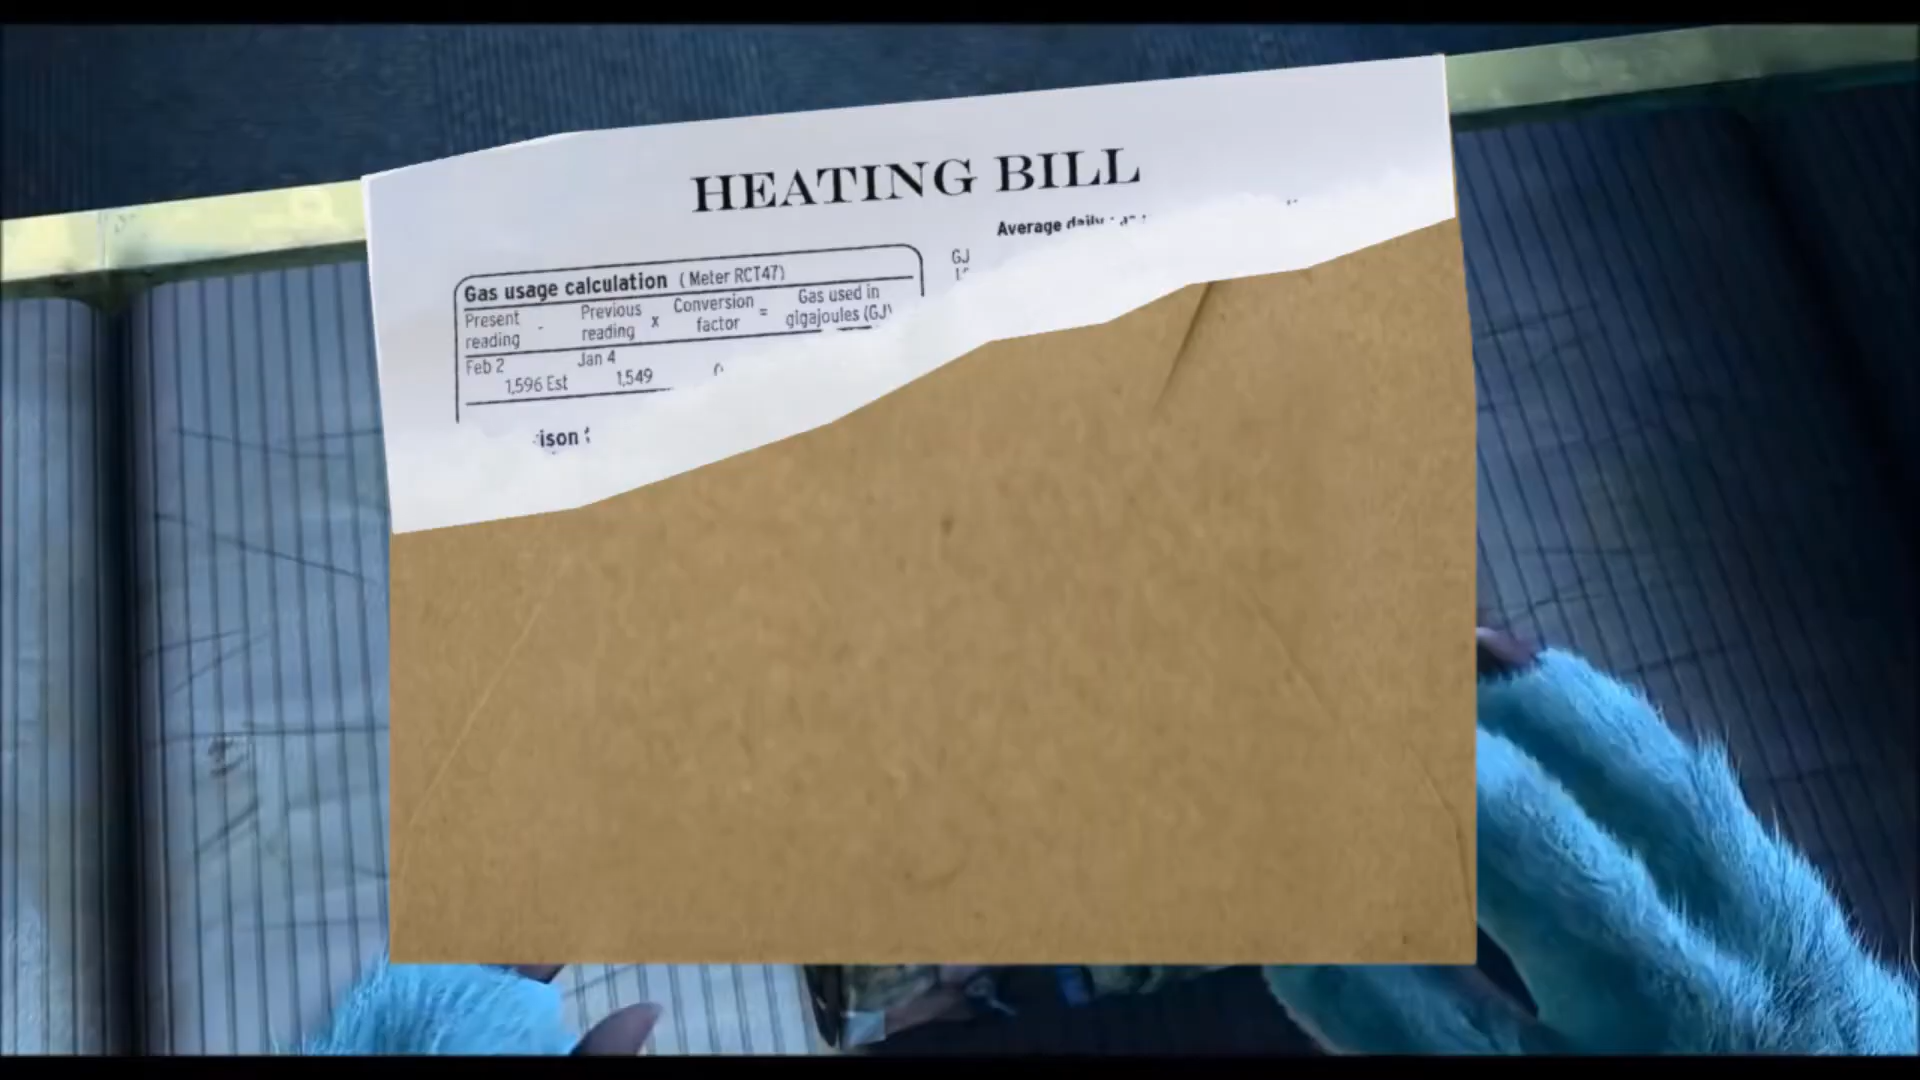 HEATING BILL
Average daily
Gas usage calculation (Meter RCT47)
Present reading - Previous reading x Conversion factor = Gas used in gigajoules (GJ)
Feb 2 Jan 4
1,596 Est 1,549
GJ